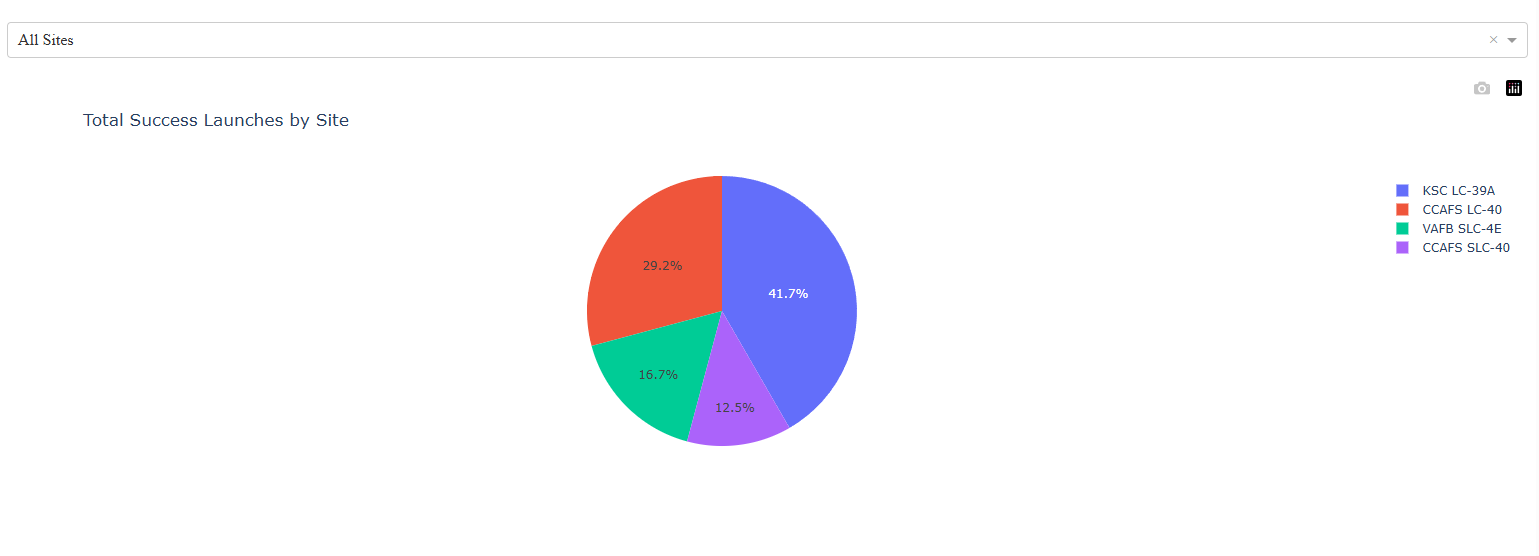 All Sites
Total Success Launches by Site
KSC LC-39A
CCAFS LC-40
VAFB SLC-4E
CCAFS SLC-40
29.2%
41.7%
16.7%
12.5%